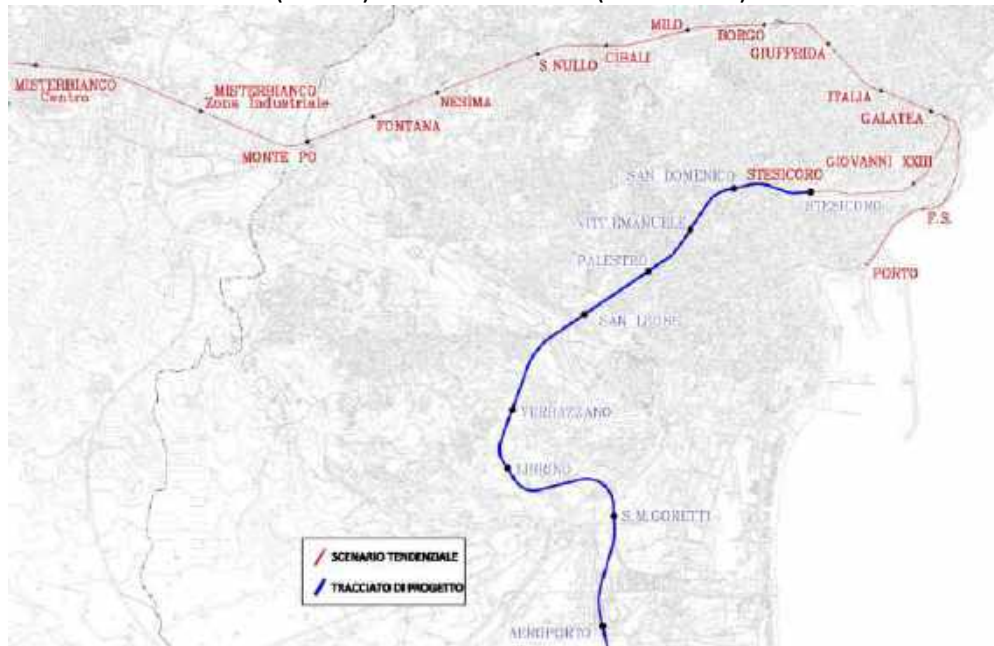 MILO
BORGO
GIUFFRIDA
S.NULLO
CIBALI
MISTERBIANCO
Centro
MISTERBIANCO
Zona Industriale
NESIMA
ITALIA
FONTANA
GALATEA
MONTE PO
GIOVANNI XXIII
SAN DOMENICO
STESICORO
STESICORO
F.S.
VITT.EMANUELE
PALESTRO
PORTO
SAN LEONE
VERRAZZANO
LIBRINO
S.M.GORETTI
SCENARIO TENDENZIALE
TRACCIATO DI PROGETTO
AEROPORTO